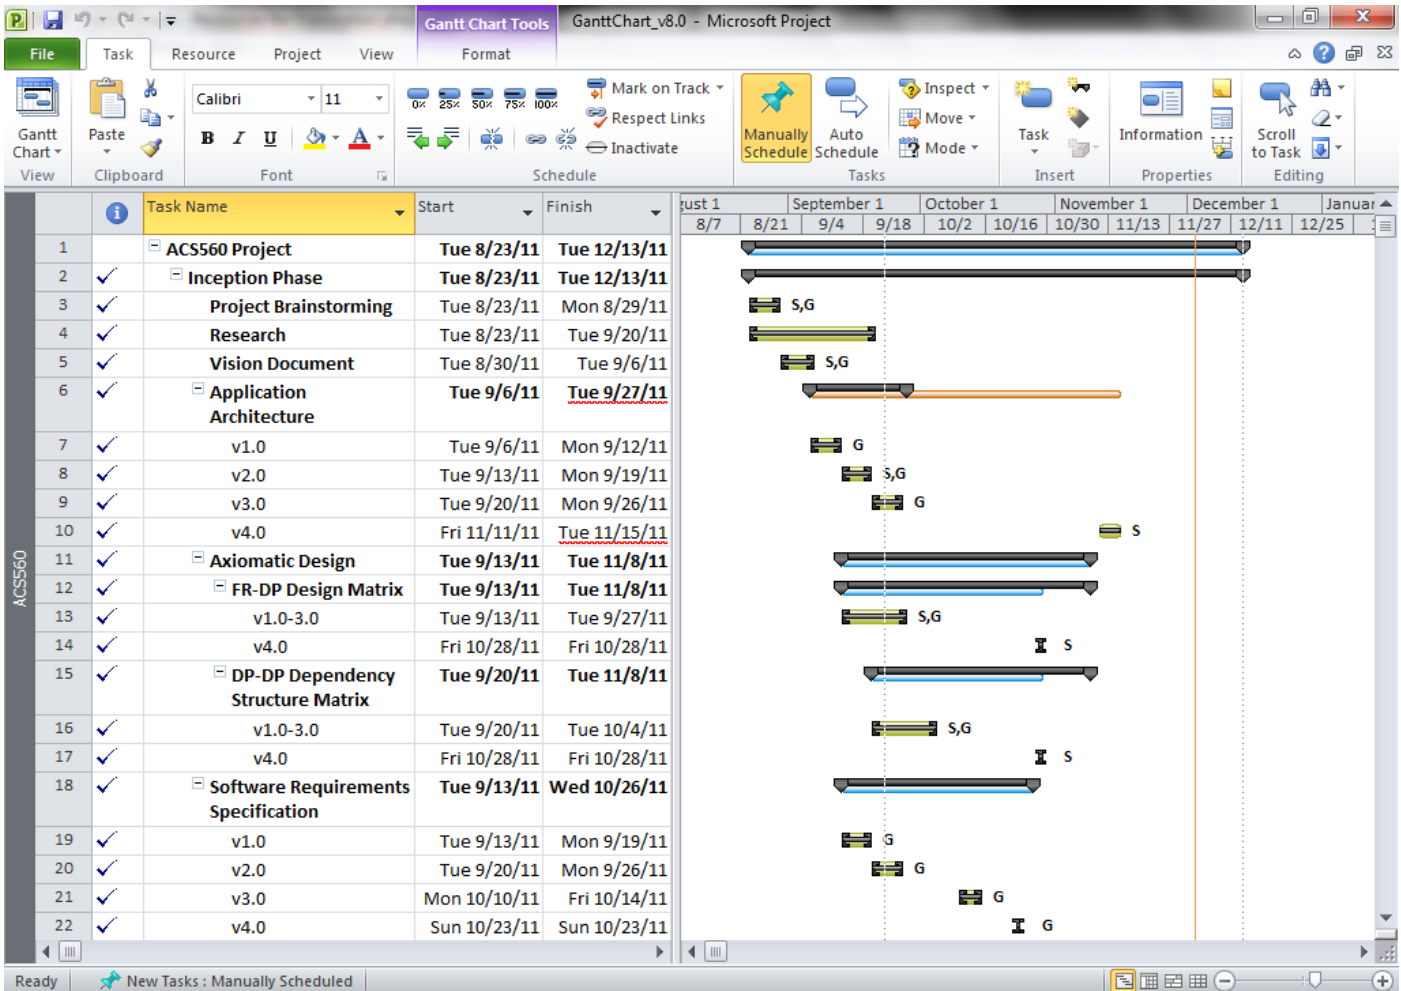 Gantt Chart Tools
GanttChart_v8.0 - Microsoft Project
File
Task
Resource
Project
View
Format
Gantt
Chart
View
Paste
Clipboard
Calibri
11
B I U A
Font
0% 25% 50% 75% 100%
Mark on Track
Respect Links
Inactivate
Schedule
Manually
Schedule
Auto
Schedule
Inspect
Move
Mode
Tasks
Task
Insert
Information
Properties
Scroll
to Task
Editing
Task Name Start Finish
gust 1 September 1 October 1 November 1 December 1 Januar
8/7 8/21 9/4 9/18 10/2 10/16 10/30 11/13 11/27 12/11 12/25
ACS560
1 ACS560 Project Tue 8/23/11 Tue 12/13/11
2 Inception Phase Tue 8/23/11 Tue 12/13/11
3 Project Brainstorming Tue 8/23/11 Mon 8/29/11 S,G
4 Research Tue 8/23/11 Tue 9/20/11
5 Vision Document Tue 8/30/11 Tue 9/6/11 S,G
6 Application Tue 9/6/11 Tue 9/27/11
Architecture
7 v1.0 Tue 9/6/11 Mon 9/12/11 G
8 v2.0 Tue 9/13/11 Mon 9/19/11 S,G
9 v3.0 Tue 9/20/11 Mon 9/26/11 G
10 v4.0 Fri 11/11/11 Tue 11/15/11 S
11 Axiomatic Design Tue 9/13/11 Tue 11/8/11
12 FR-DP Design Matrix Tue 9/13/11 Tue 11/8/11
13 v1.0-3.0 Tue 9/13/11 Tue 9/27/11 S,G
14 v4.0 Fri 10/28/11 Fri 10/28/11 S
15 DP-DP Dependency Tue 9/20/11 Tue 11/8/11
Structure Matrix
16 v1.0-3.0 Tue 9/20/11 Tue 10/4/11 S,G
17 v4.0 Fri 10/28/11 Fri 10/28/11 S
18 Software Requirements Tue 9/13/11 Wed 10/26/11
Specification
19 v1.0 Tue 9/13/11 Mon 9/19/11 G
20 v2.0 Tue 9/20/11 Mon 9/26/11 G
21 v3.0 Mon 10/10/11 Fri 10/14/11 G
22 v4.0 Sun 10/23/11 Sun 10/23/11 G
Ready
New Tasks : Manually Scheduled